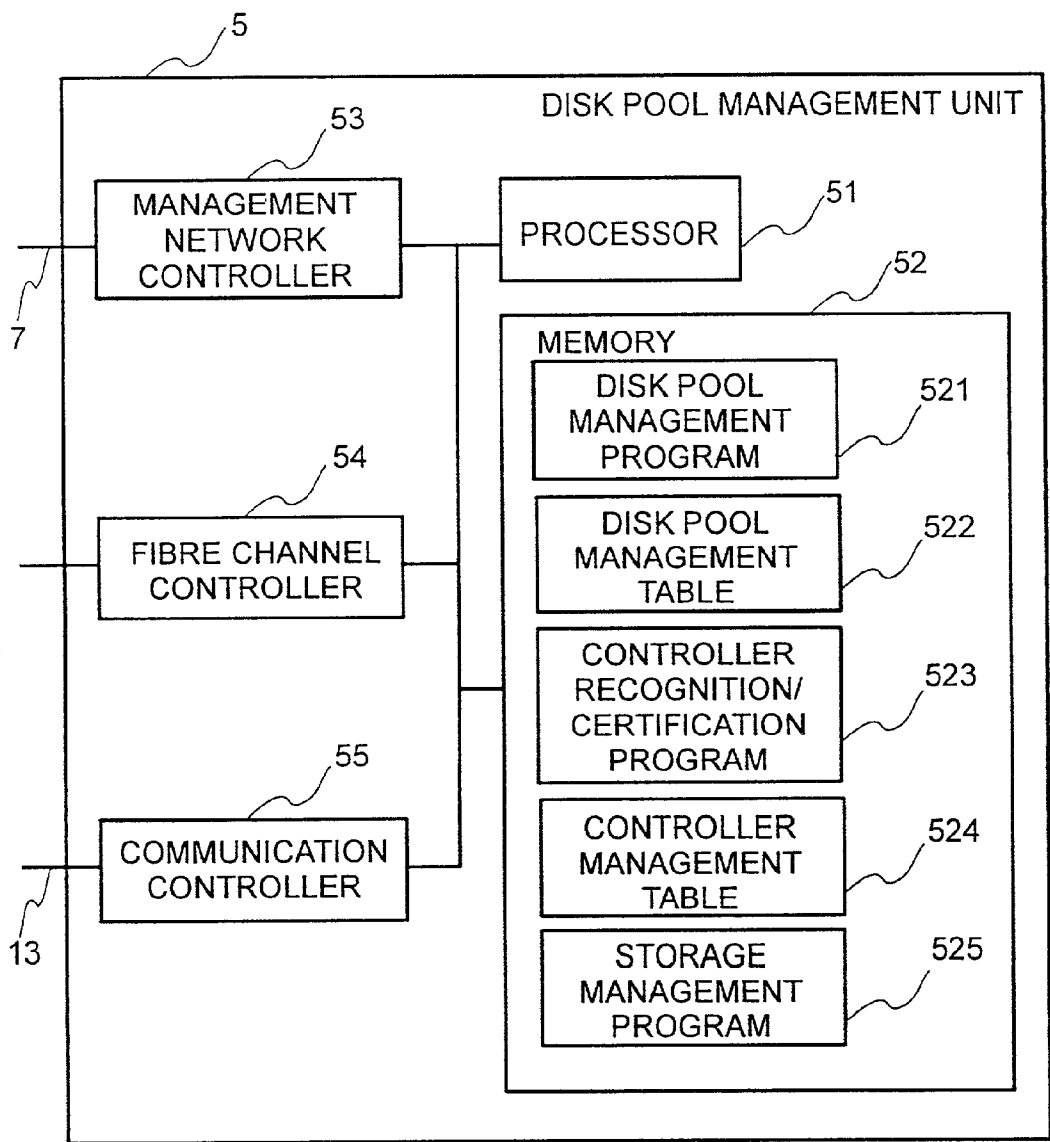 5
DISK POOL MANAGEMENT UNIT
53
MANAGEMENT
NETWORK
CONTROLLER
7
51
PROCESSOR
52
MEMORY
DISK POOL
MANAGEMENT
PROGRAM
521
54
FIBRE CHANNEL
CONTROLLER
DISK POOL
MANAGEMENT
TABLE
522
CONTROLLER
RECOGNITION/
CERTIFICATION
PROGRAM
523
55
COMMUNICATION
CONTROLLER
13
CONTROLLER
MANAGEMENT
TABLE
524
STORAGE
MANAGEMENT
PROGRAM
525